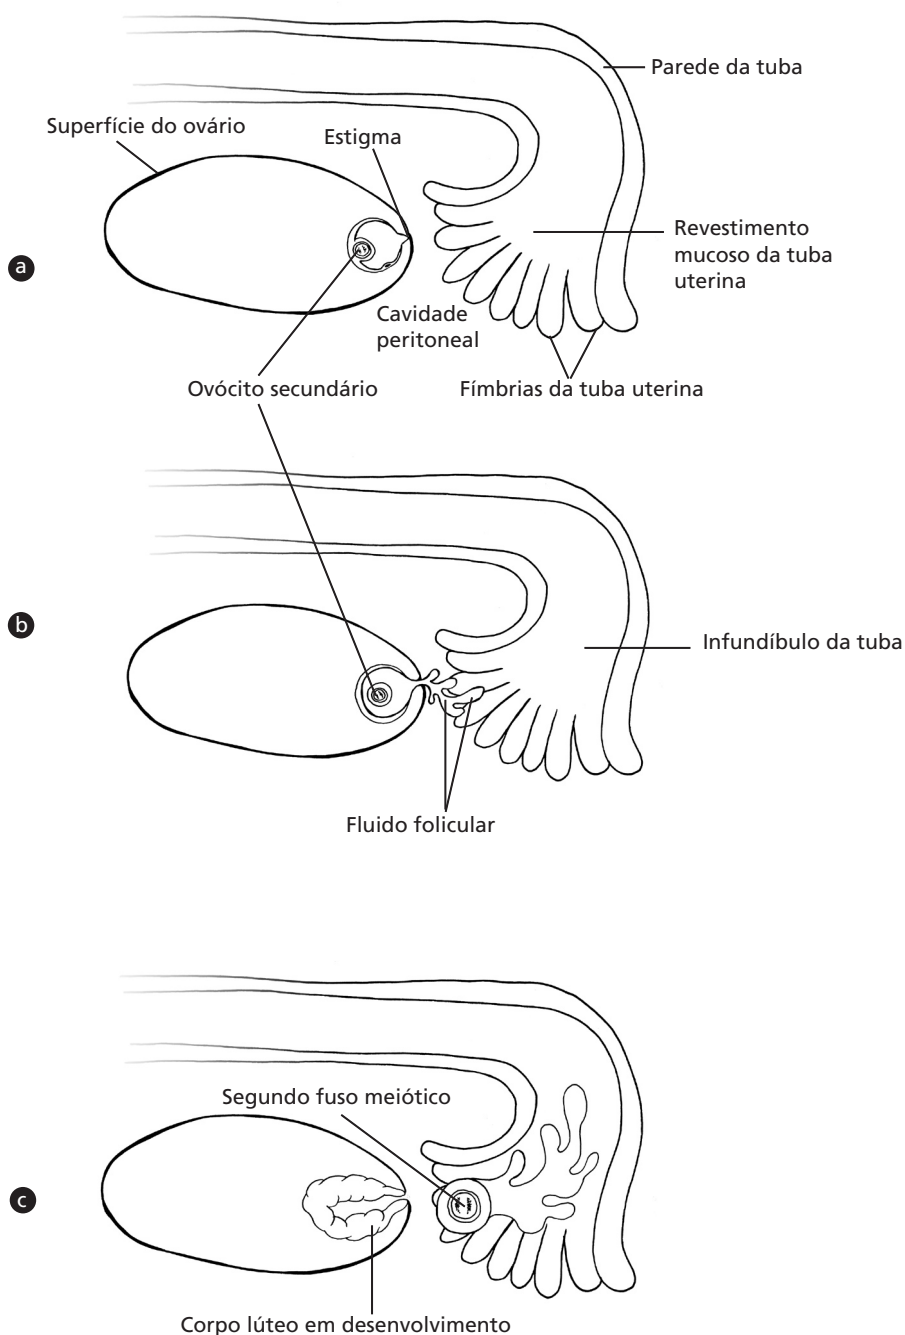 Parede da tuba
Superfície do ovário
Estigma
Revestimento
mucoso da tuba
uterina
a
Cavidade
peritoneal
Ovócito secundário
Fímbrias da tuba uterina
b
Infundíbulo da tuba
Fluido folicular
Segundo fuso meiótico
c
Corpo lúteo em desenvolvimento